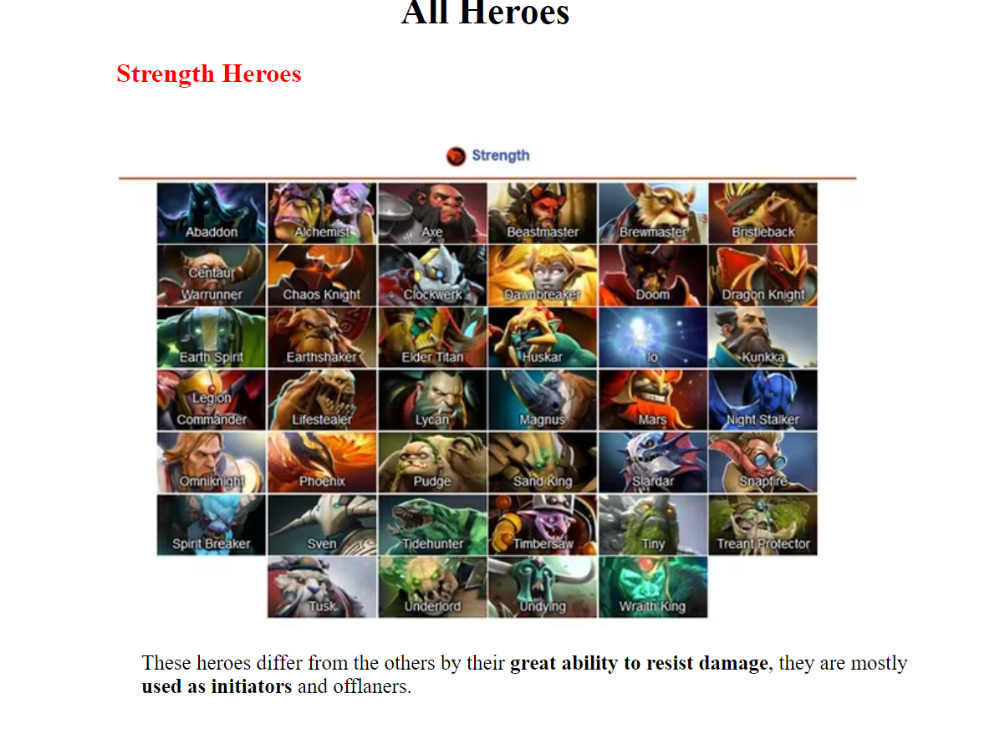 All Heroes
Strength Heroes
Strength
Abaddon Alchemist Axe Beastmaster Brewmaster Bristleback
Centaur
Warrunner Chaos Knight Clockwerk Dawnbreaker Doom Dragon Knight
Earth Spirit Earthshaker Elder Titan Huskar Io Kunkka
Legion
Commander Lifestealer Lycan Magnus Mars Night Stalker
Omniknight Phoenix Pudge Sand King Slardar Snapfire
Spirit Breaker Sven Tidehunter Timbersaw Tiny Treant Protector
Tusk Underlord Undying Wraith King
These heroes differ from the others by their great ability to resist damage, they are mostly
used as initiators and offlaners.